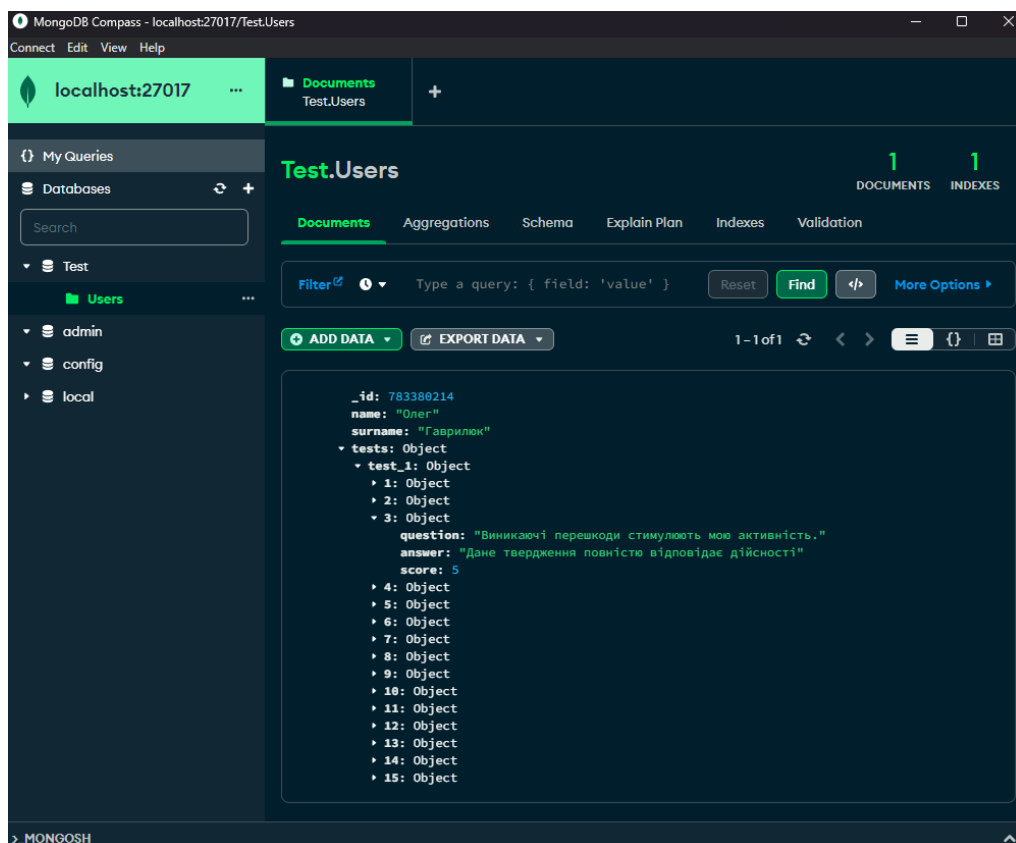 MongoDB Compass - localhost:27017/Test.Users
Connect Edit View Help
localhost:27017 ...
Documents
Test.Users
+
{} My Queries
Databases
Search
Test
Users ...
admin
config
local
Test.Users
1
DOCUMENTS
1
INDEXES
Documents Aggregations Schema Explain Plan Indexes Validation
Filter Type a query: { field: 'value' } Reset Find </> More Options
ADD DATA EXPORT DATA 1-1 of 1 {}
_id: 783380214
name: "Олег"
surname: "Гаврилюк"
tests: Object
test_1: Object
1: Object
2: Object
3: Object
question: "Виникаючі перешкоди стимулюють мою активність."
answer: "Дане твердження повністю відповідає дійсності"
score: 5
4: Object
5: Object
6: Object
7: Object
8: Object
9: Object
10: Object
11: Object
12: Object
13: Object
14: Object
15: Object
>MONGOSH